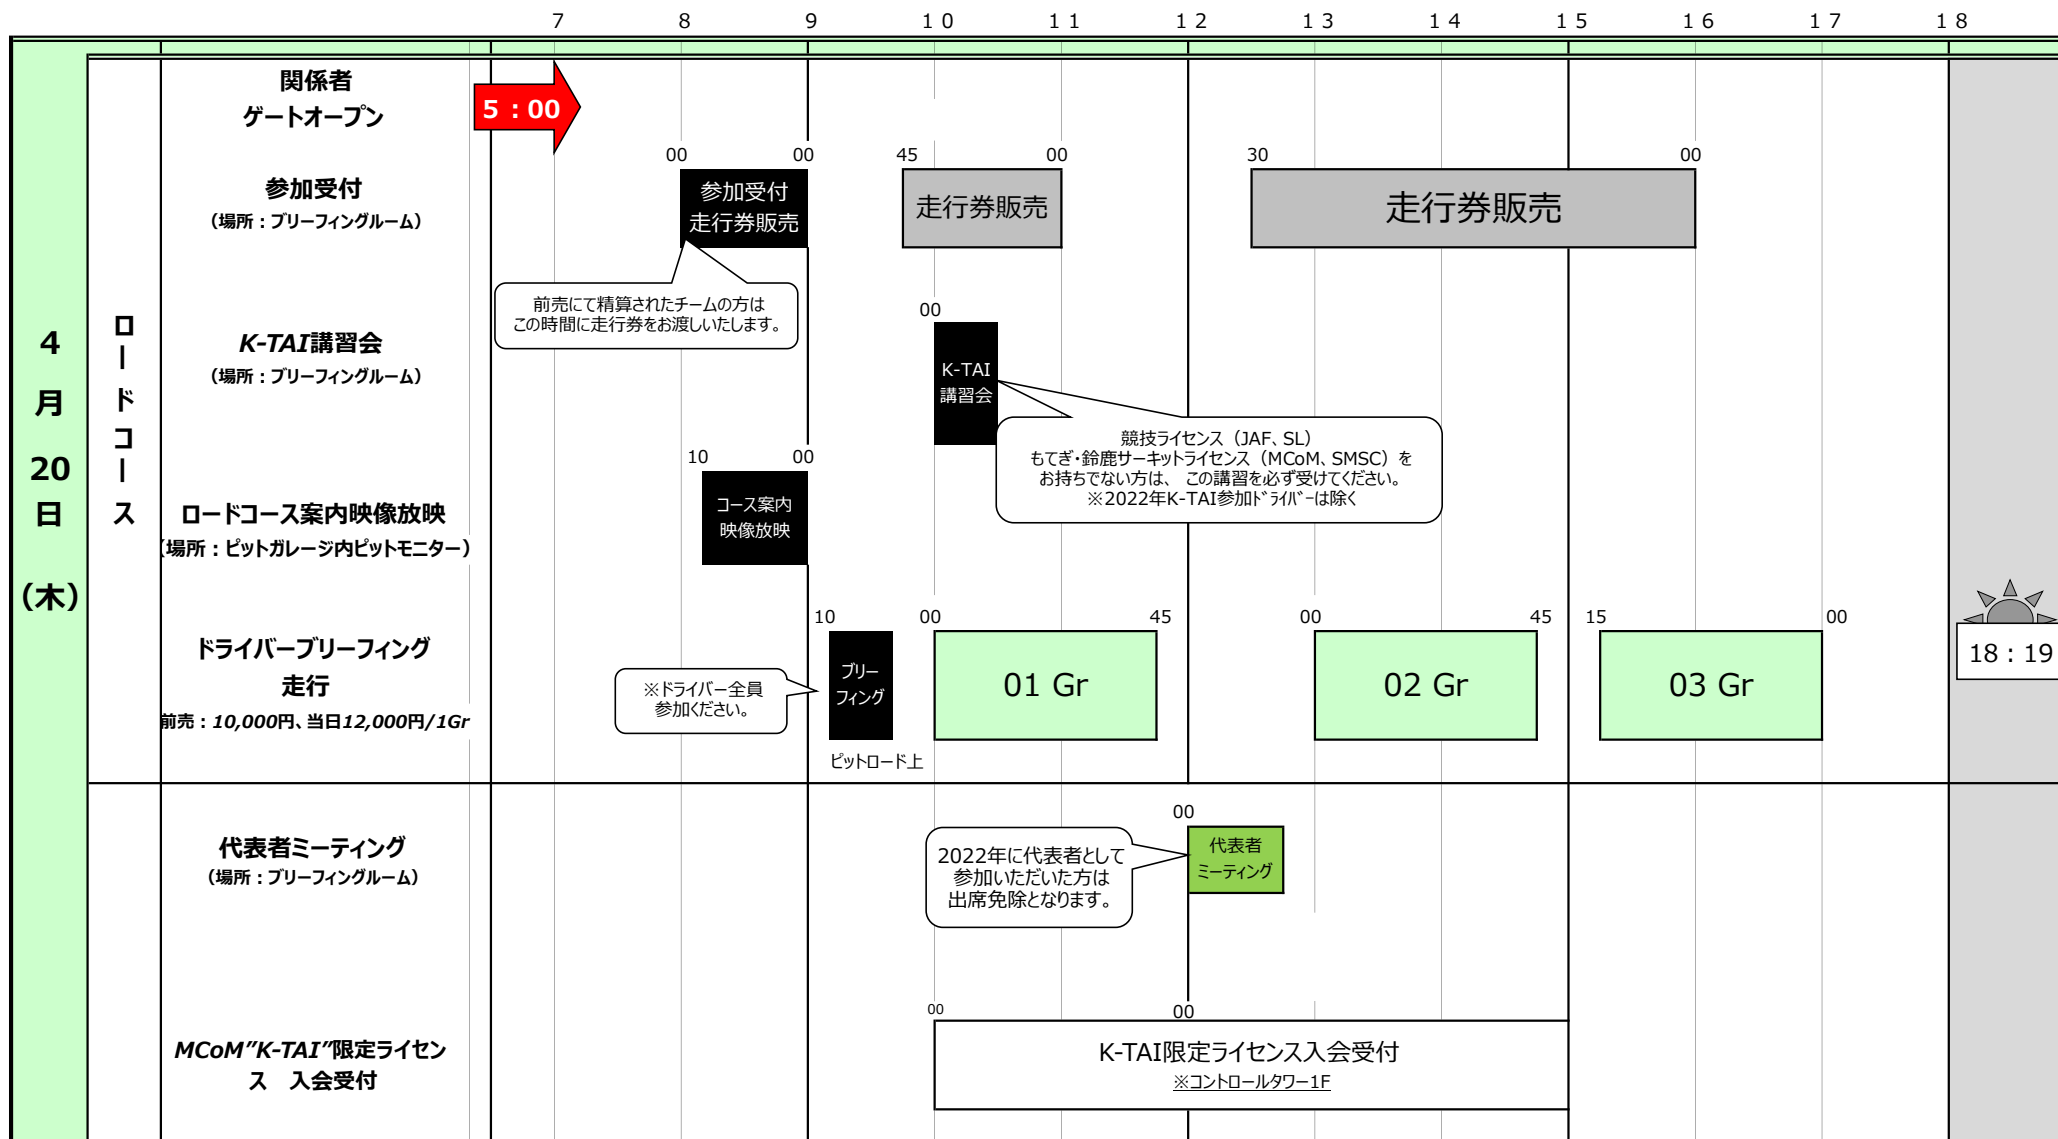 7 8 9 10 11 12 13 14 15 16 17 18
4
月
20
日
(木)
ロードコース
関係者
ゲートオープン
5:00
参加受付
(場所:ブリーフィングルーム)
00 00 45 00 30 00
参加受付
走行券販売
走行券販売
走行券販売
前売にて精算されたチームの方は
この時間に走行券をお渡しいたします。
K-TAI講習会
(場所:ブリーフィングルーム)
00
K-TAI
講習会
競技ライセンス(JAF、SL)
もてぎ・鈴鹿サーキットライセンス(MCoM、SMSC)を
お持ちでない方は、この講習を必ず受けてください。
※2022年K-TAI参加ドライバーは除く
ロードコース案内映像放映
(場所:ピットガレージ内ピットモニター)
10 00
コース案内
映像放映
ドライバーブリーフィング
走行
前売:10,000円、当日12,000円/1Gr
10 00 45 00 45 15 00
※ドライバー全員
参加ください。
ブリー
フィング
ピットロード上
01 Gr
02 Gr
03 Gr
18:19
代表者ミーティング
(場所:ブリーフィングルーム)
00
2022年に代表者として
参加いただいた方は
出席免除となります。
代表者
ミーティング
MCoM"K-TAI"限定ライセン
ス 入会受付
00 00
K-TAI限定ライセンス入会受付
※コントロールタワー1F